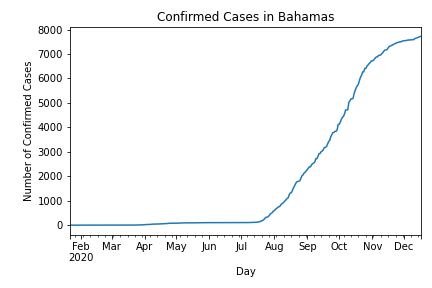 Confirmed Cases in Bahamas
Number of Confirmed Cases
8000
7000
6000
5000
4000
3000
2000
1000
0
Feb Mar Apr May Jun Jul Aug Sep Oct Nov Dec
2020
Day